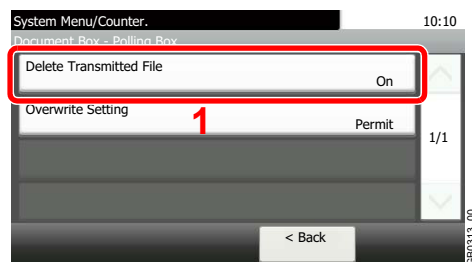 System Menu/Counter.
10:10
Document Box - Polling Box
Delete Transmitted File
On
Overwrite Setting
1
Permit
1/1
< Back
GB0313_00